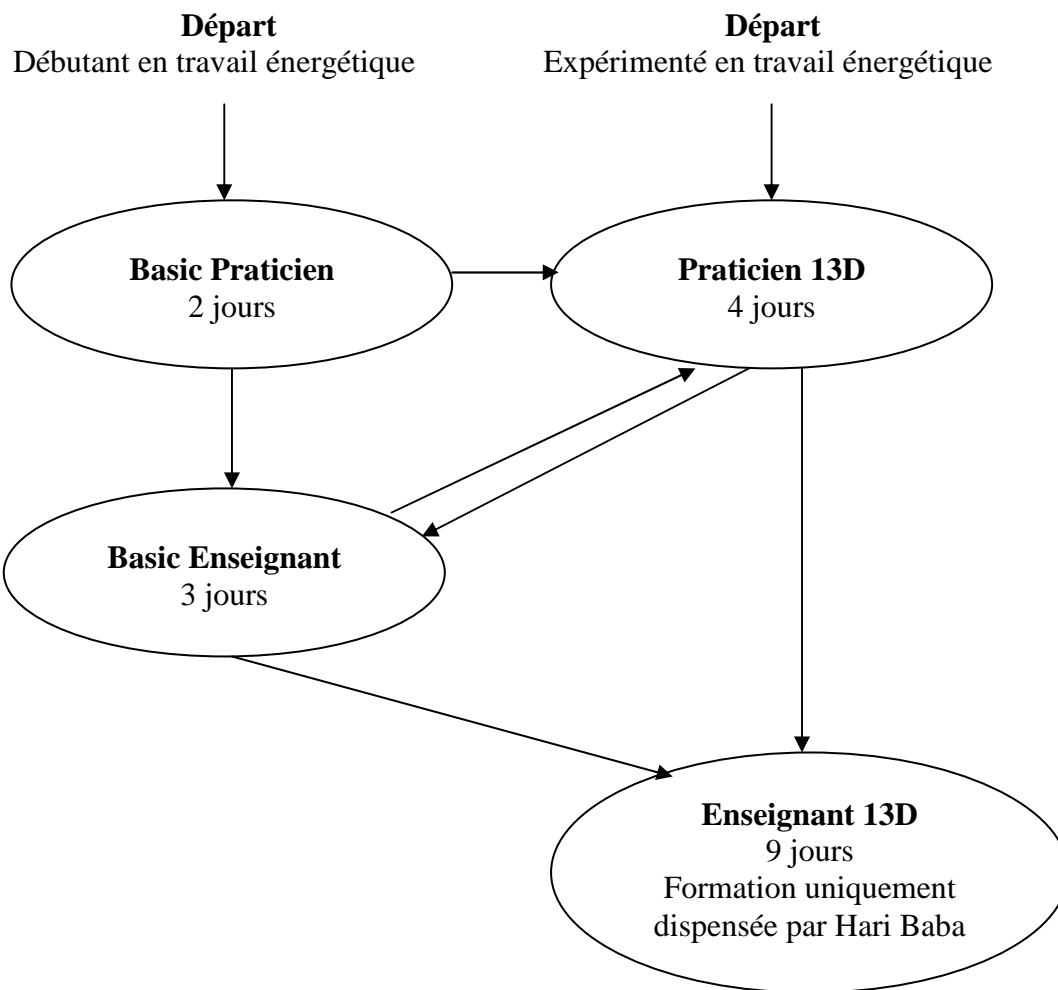 Départ
Débutant en travail énergétique
Départ
Expérimenté en travail énergétique
Basic Praticien
2 jours
Praticien 13D
4 jours
Basic Enseignant
3 jours
Enseignant 13D
9 jours
Formation uniquement
dispensée par Hari Baba